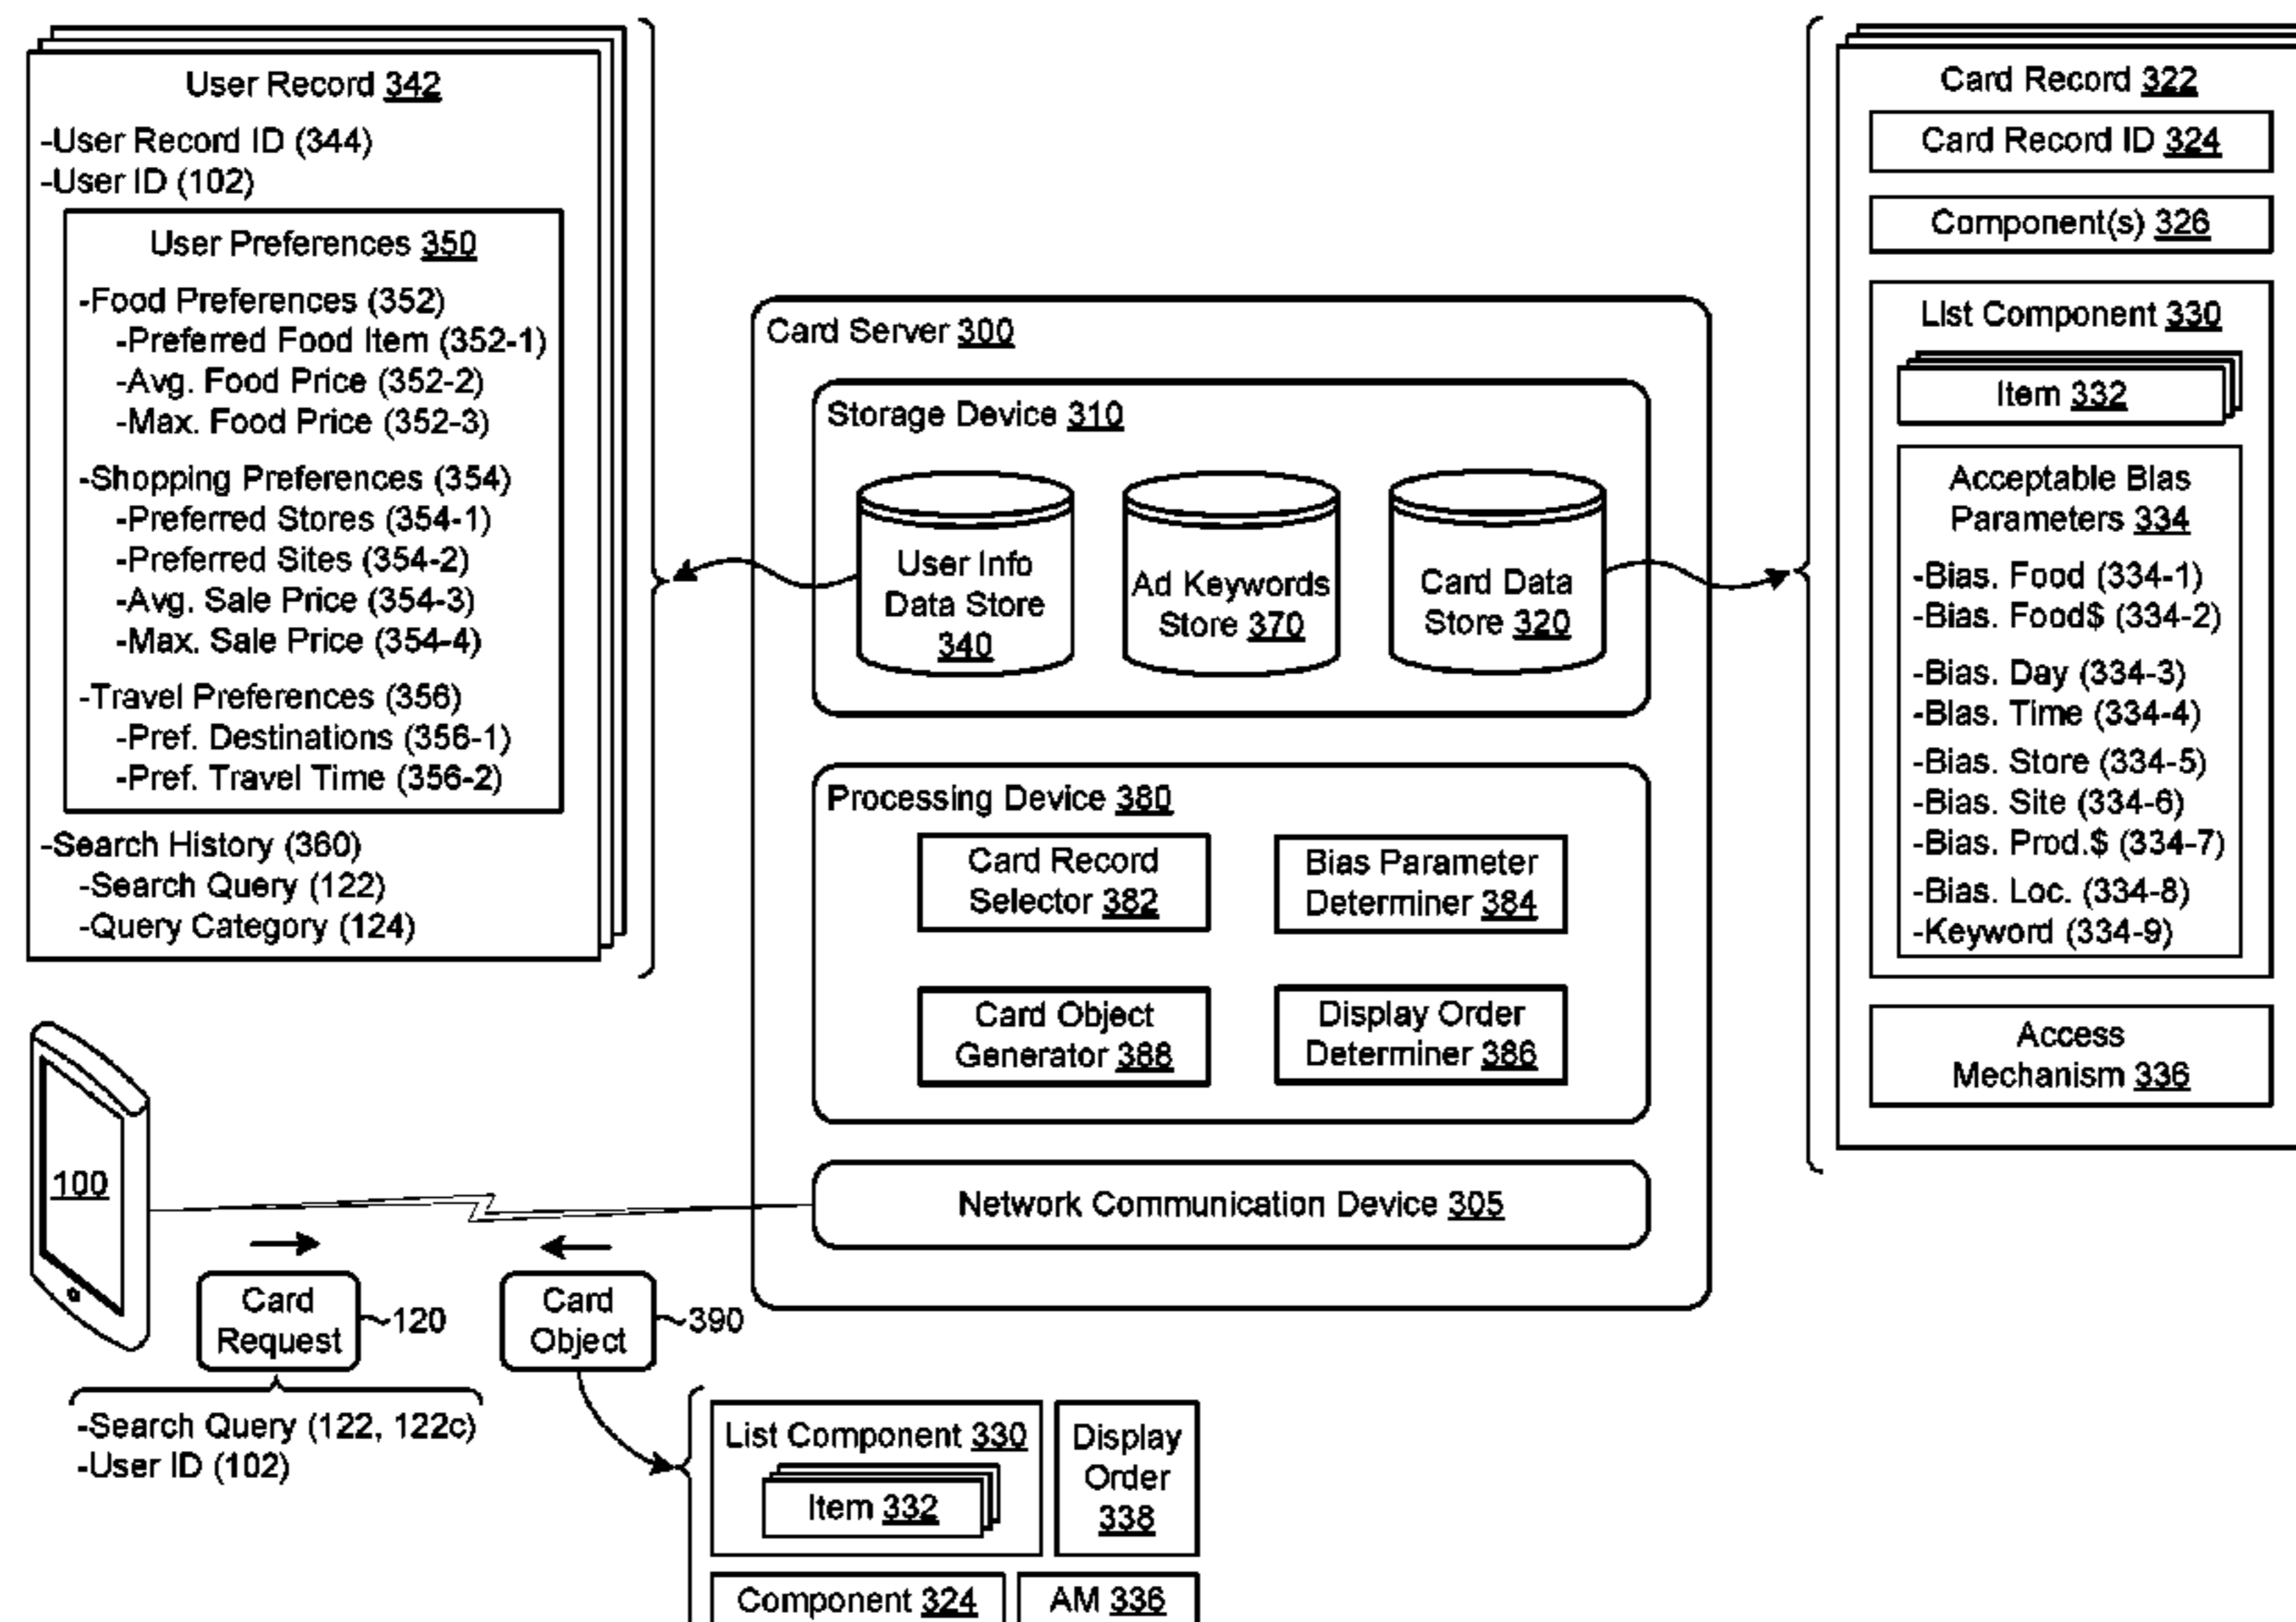 User Record 342
-User Record ID (344)
-User ID (102)
User Preferences 350
-Food Preferences (352)
-Preferred Food Item (352-1)
-Avg. Food Price (352-2)
-Max. Food Price (352-3)
-Shopping Preferences (354)
-Preferred Stores (354-1)
-Preferred Sites (354-2)
-Avg. Sale Price (354-3)
-Max. Sale Price (354-4)
-Travel Preferences (356)
-Pref. Destinations (356-1)
-Pref. Travel Time (356-2)
-Search History (360)
-Search Query (122)
-Query Category (124)
Card Server 300
Storage Device 310
User Info
Data Store
340
Ad Keywords
Store 370
Card Data
Store 320
Processing Device 380
Card Record
Selector 382
Bias Parameter
Determiner 384
Card Object
Generator 388
Display Order
Determiner 386
Network Communication Device 305
Card Record 322
Card Record ID 324
Component(s) 326
List Component 330
Item 332
Acceptable Bias
Parameters 334
-Bias. Food (334-1)
-Bias. Food$ (334-2)
-Bias. Day (334-3)
-Bias. Time (334-4)
-Bias. Store (334-5)
-Bias. Site (334-6)
-Bias. Prod.$ (334-7)
-Bias. Loc. (334-8)
-Keyword (334-9)
Access
Mechanism 336
100
Card
Request
120
Card
Object
390
-Search Query (122, 122c)
-User ID (102)
List Component 330
Item 332
Display
Order
338
Component 324
AM 336